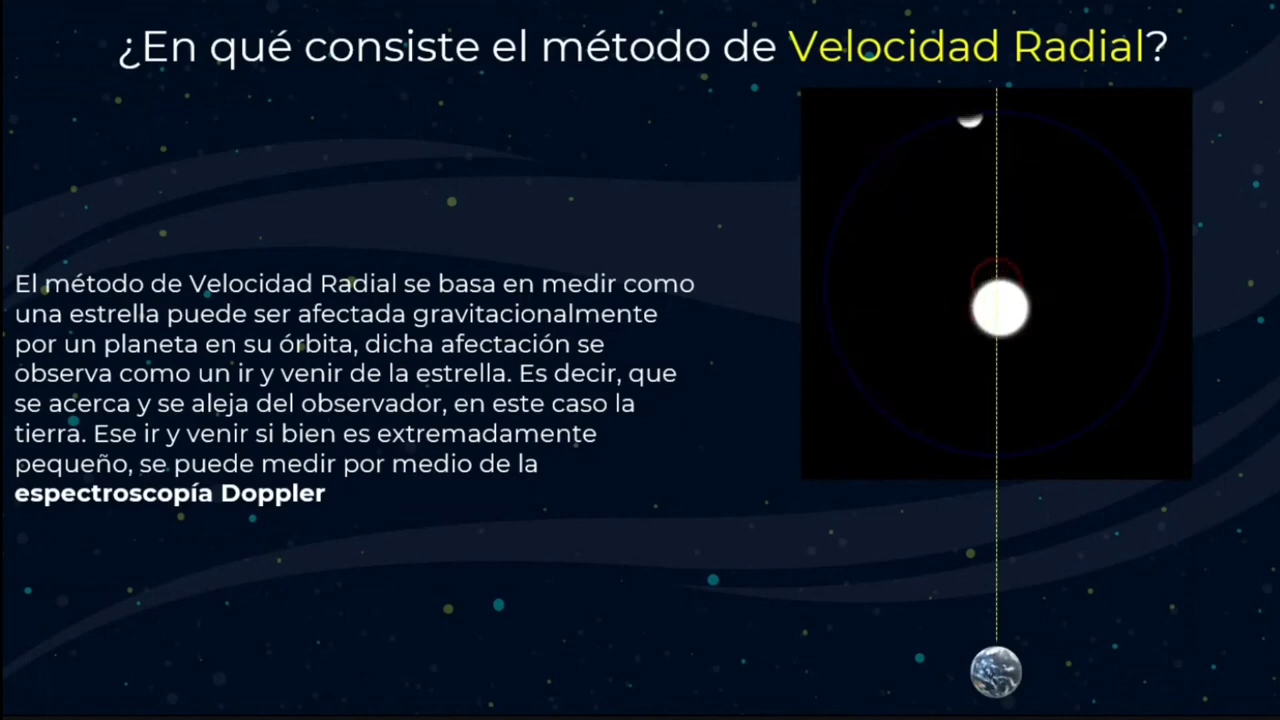 ¿En qué consiste el método de Velocidad Radial?
El método de Velocidad Radial se basa en medir como
una estrella puede ser afectada gravitacionalmente
por un planeta en su órbita, dicha afectación se
observa como un ir y venir de la estrella. Es decir, que
se acerca y se aleja del observador, en este caso la
tierra. Ese ir y venir si bien es extremadamente
pequeño, se puede medir por medio de la
espectroscopía Doppler